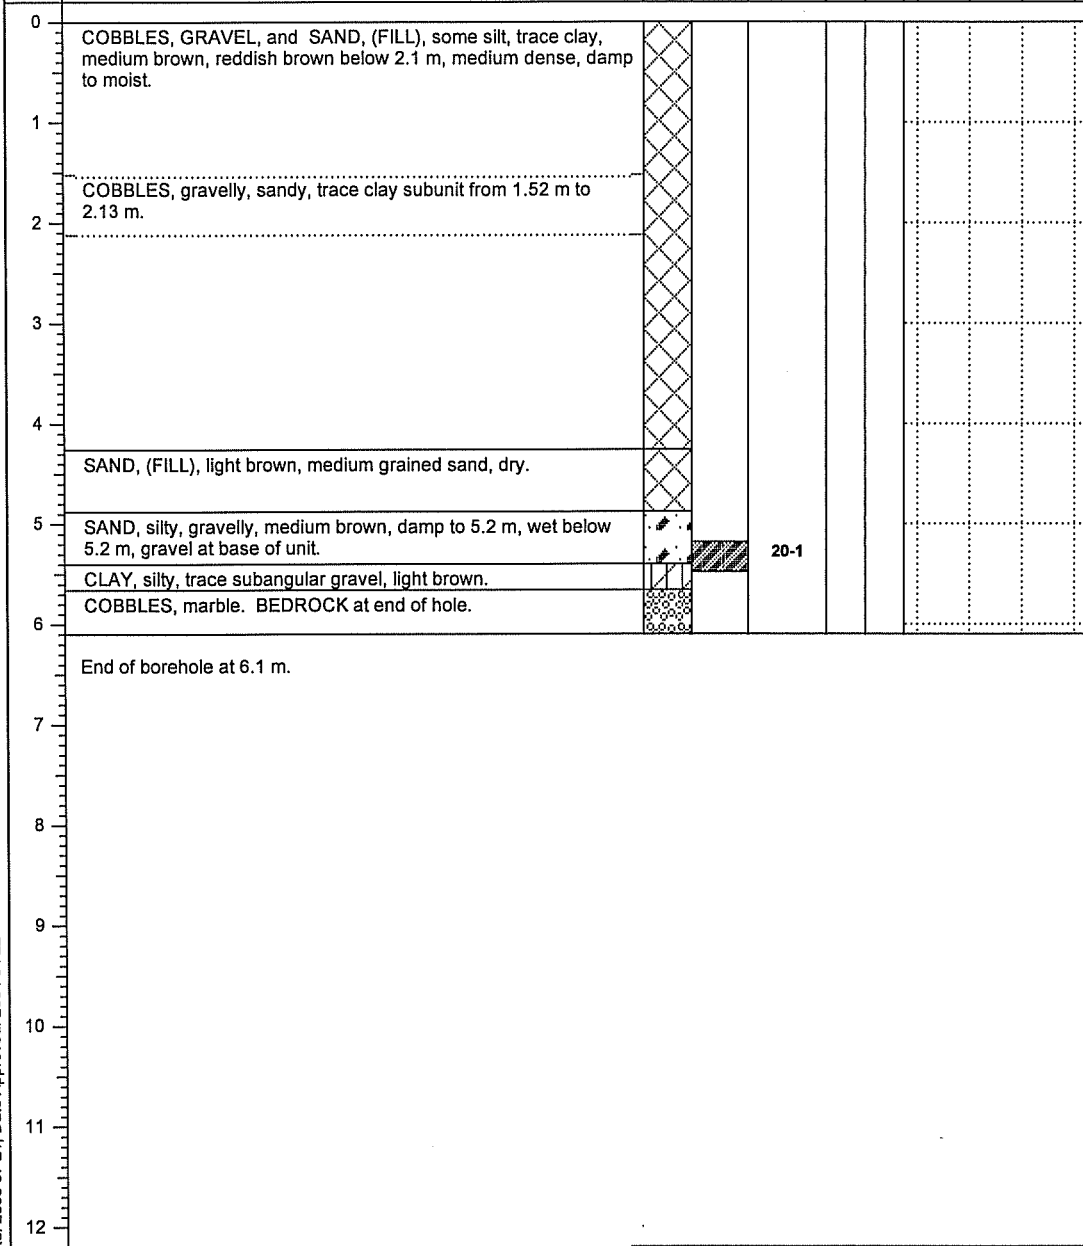 0
COBBLES, GRAVEL, and SAND, (FILL), some silt, trace clay,
medium brown, reddish brown below 2.1 m, medium dense, damp
to moist.
1
COBBLES, gravelly, sandy, trace clay subunit from 1.52 m to
2.13 m.
2
3
4
SAND, (FILL), light brown, medium grained sand, dry.
5
SAND, silty, gravelly, medium brown, damp to 5.2 m, wet below
5.2 m, gravel at base of unit.
20-1
CLAY, silty, trace subangular gravel, light brown.
COBBLES, marble. BEDROCK at end of hole.
6
End of borehole at 6.1 m.
7
8
9
10
11
12